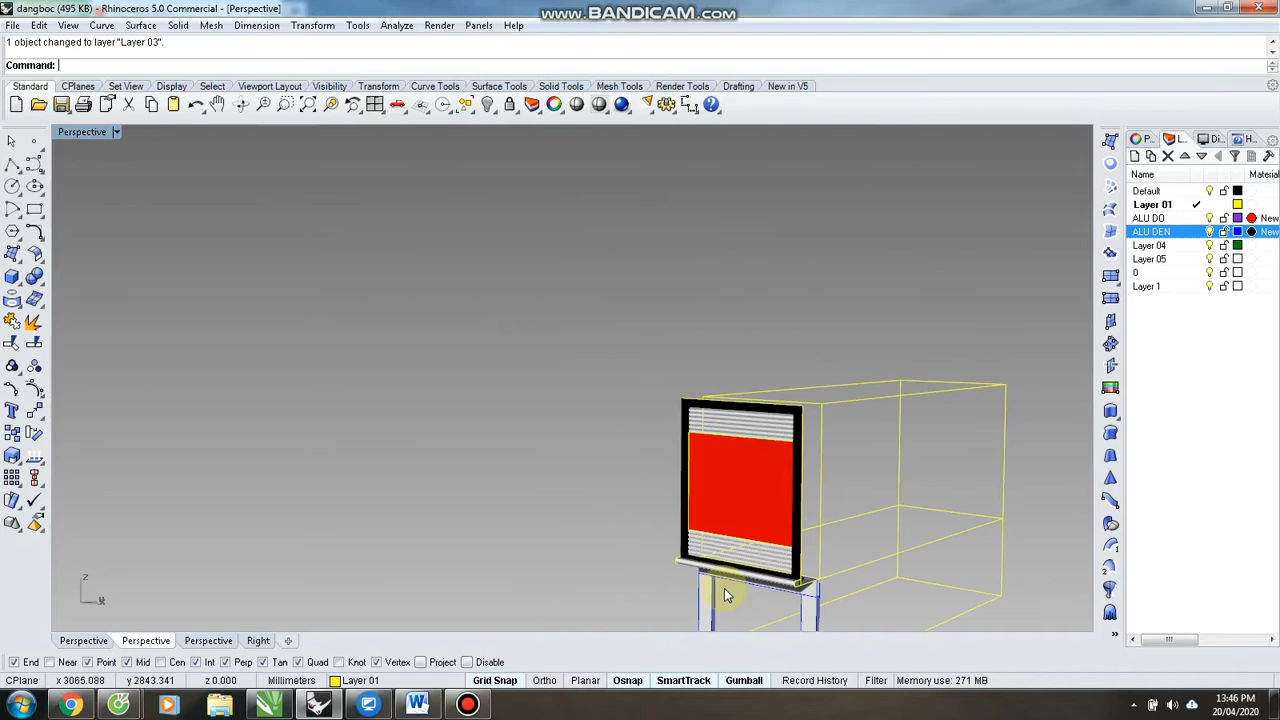 dangboc (495 KB) - Rhinoceros 5.0 Commercial - [Perspective]
www.BANDICAM.com
File Edit View Curve Surface Solid Mesh Dimension Transform Tools Analyze Render Panels Help
1 object changed to layer "Layer 03".
Command:
Standard CPlanes Set View Display Select Viewport Layout Visibility Transform Curve Tools Surface Tools Solid Tools Mesh Tools Render Tools Drafting New in V5
Perspective
P... L... Di... H...
Name Material
Default
Layer 01
ALU DO New
ALU DEN New
Layer 04
Layer 05
0
Layer 1
z
Perspective Perspective Perspective Right
End Near Point Mid Cen Int Perp Tan Quad Knot Vertex Project Disable
CPlane x 3065.088 y 2843.341 z 0.000 Millimeters Layer 01 Grid Snap Ortho Planar Osnap SmartTrack Gumball Record History Filter Memory use: 271 MB
13:46 PM
20/04/2020